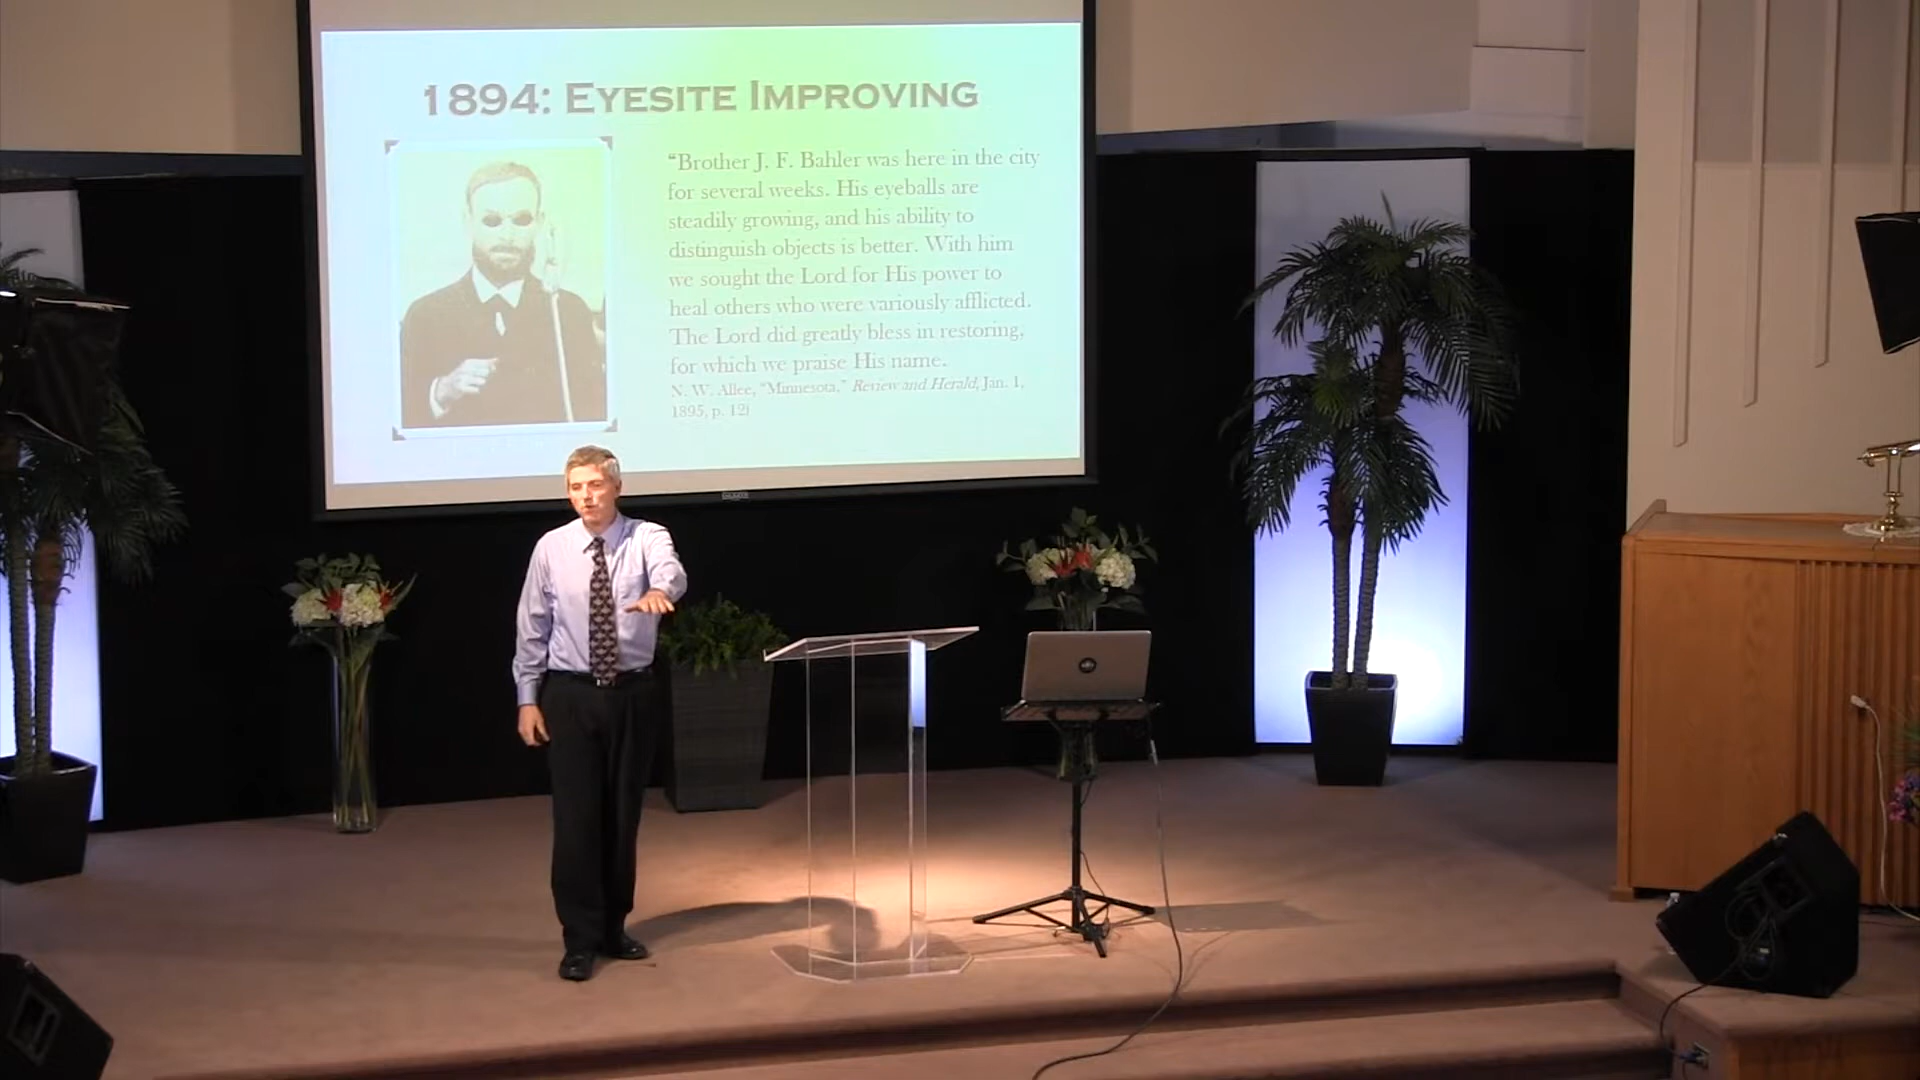 1894: EYESITE IMPROVING
“Brother J. F. Bahler was here in the city
for several weeks. His eyeballs are
steadily growing, and his ability to
distinguish objects is better. With him
we sought the Lord for His power to
heal others who were variously afflicted.
The Lord did greatly bless in restoring,
for which we praise His name.
N. W. Allee, “Minnesota,” Review and Herald, Jan. 1,
1895, p. 12f